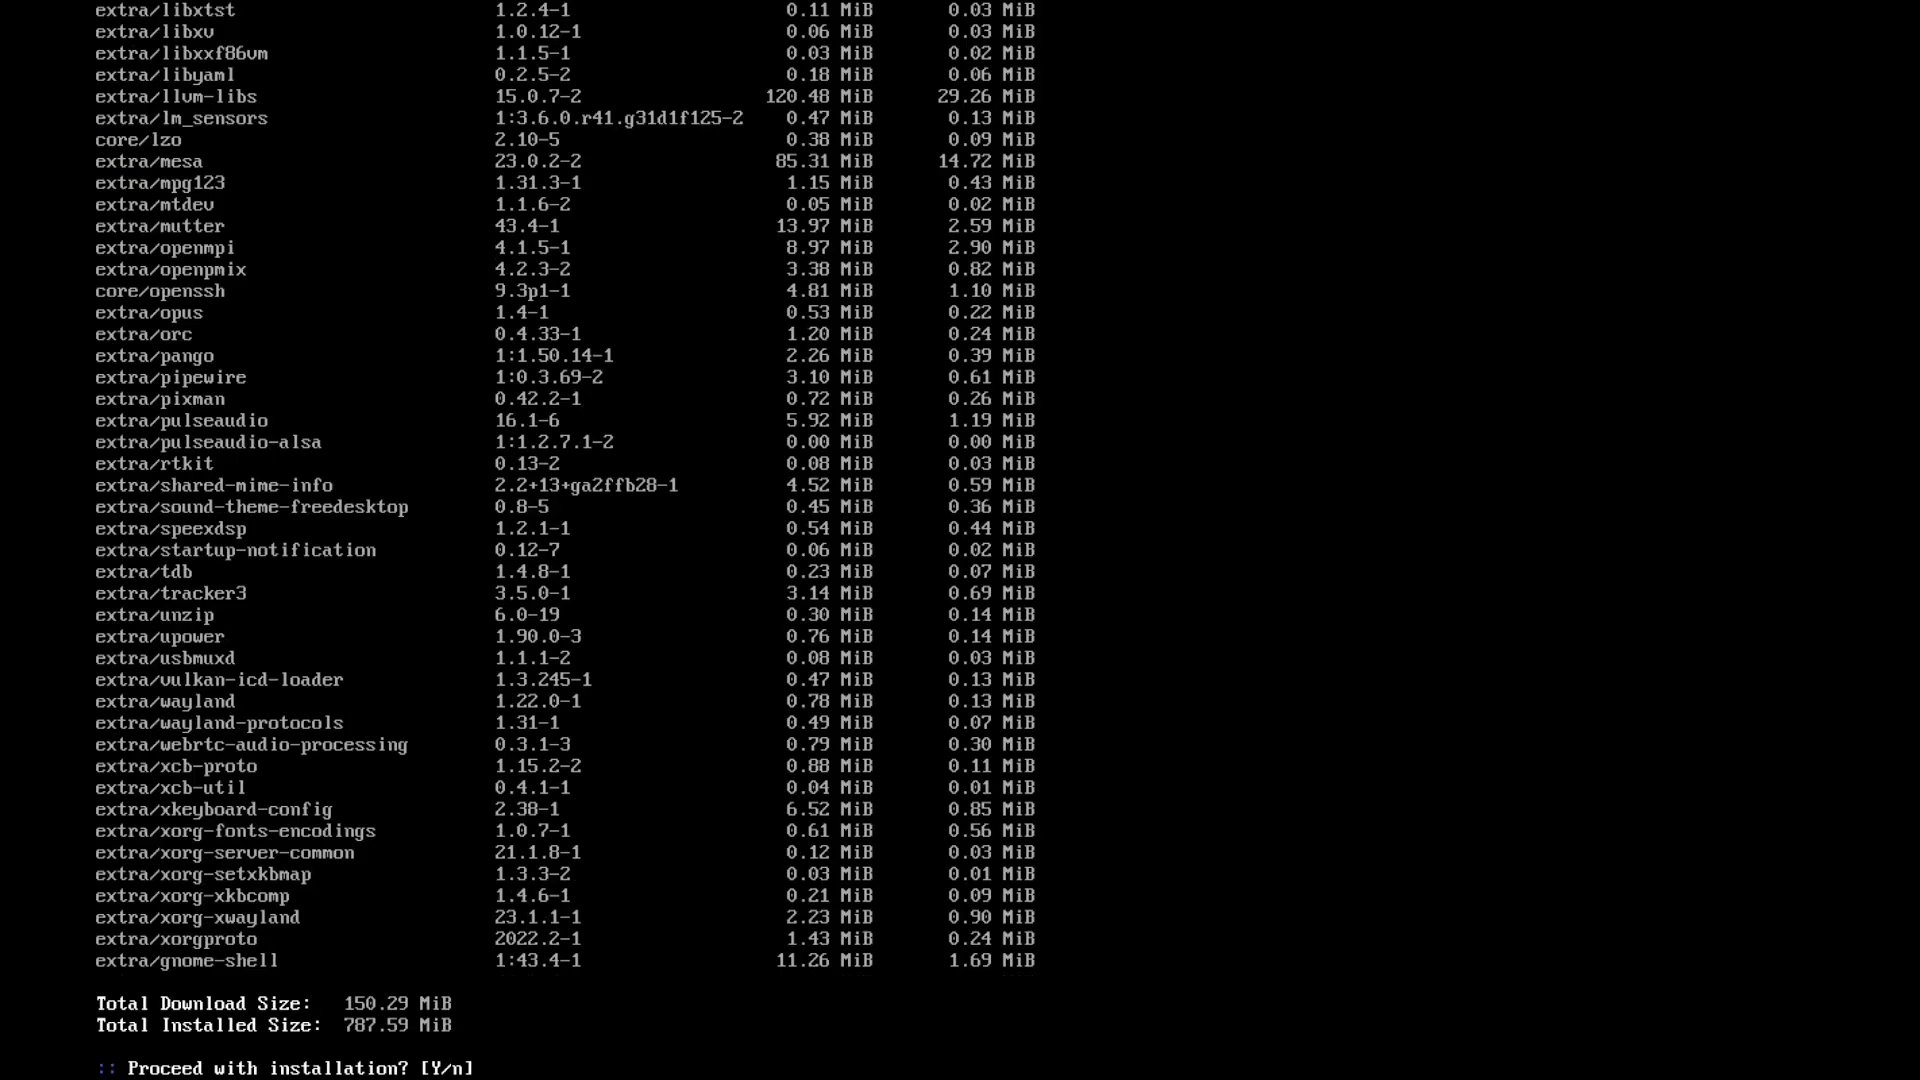 extra/libxtst 1.2.4-1 0.11 MiB 0.03 MiB
extra/libxv 1.0.12-1 0.06 MiB 0.03 MiB
extra/libxxf86vm 1.1.5-1 0.03 MiB 0.02 MiB
extra/libyaml 0.2.5-2 0.18 MiB 0.06 MiB
extra/llvm-libs 15.0.7-2 120.48 MiB 29.26 MiB
extra/lm_sensors 1:3.6.0.r41.g31d1f125-2 0.47 MiB 0.13 MiB
core/lzo 2.10-5 0.38 MiB 0.09 MiB
extra/mesa 23.0.2-2 85.31 MiB 14.72 MiB
extra/mpg123 1.31.3-1 1.15 MiB 0.43 MiB
extra/mtdev 1.1.6-2 0.05 MiB 0.02 MiB
extra/mutter 43.4-1 13.97 MiB 2.59 MiB
extra/openmpi 4.1.5-1 8.97 MiB 2.90 MiB
extra/openpmix 4.2.3-2 3.38 MiB 0.82 MiB
core/openssh 9.3p1-1 4.81 MiB 1.10 MiB
extra/opus 1.4-1 0.53 MiB 0.22 MiB
extra/orc 0.4.33-1 1.20 MiB 0.24 MiB
extra/pango 1:1.50.14-1 2.26 MiB 0.39 MiB
extra/pipewire 1:0.3.69-2 3.10 MiB 0.61 MiB
extra/pixman 0.42.2-1 0.72 MiB 0.26 MiB
extra/pulseaudio 16.1-6 5.92 MiB 1.19 MiB
extra/pulseaudio-alsa 1:1.2.7.1-2 0.00 MiB 0.00 MiB
extra/rtkit 0.13-2 0.08 MiB 0.03 MiB
extra/shared-mime-info 2.2+13+ga2ffb28-1 4.52 MiB 0.59 MiB
extra/sound-theme-freedesktop 0.8-5 0.45 MiB 0.36 MiB
extra/speexdsp 1.2.1-1 0.54 MiB 0.44 MiB
extra/startup-notification 0.12-7 0.06 MiB 0.02 MiB
extra/tdb 1.4.8-1 0.23 MiB 0.07 MiB
extra/tracker3 3.5.0-1 3.14 MiB 0.69 MiB
extra/unzip 6.0-19 0.30 MiB 0.14 MiB
extra/upower 1.90.0-3 0.76 MiB 0.14 MiB
extra/usbmuxd 1.1.1-2 0.08 MiB 0.03 MiB
extra/vulkan-icd-loader 1.3.245-1 0.47 MiB 0.13 MiB
extra/wayland 1.22.0-1 0.78 MiB 0.13 MiB
extra/wayland-protocols 1.31-1 0.49 MiB 0.07 MiB
extra/webrtc-audio-processing 0.3.1-3 0.79 MiB 0.30 MiB
extra/xcb-proto 1.15.2-2 0.88 MiB 0.11 MiB
extra/xcb-util 0.4.1-1 0.04 MiB 0.01 MiB
extra/xkeyboard-config 2.38-1 6.52 MiB 0.85 MiB
extra/xorg-fonts-encodings 1.0.7-1 0.61 MiB 0.56 MiB
extra/xorg-server-common 21.1.8-1 0.12 MiB 0.03 MiB
extra/xorg-setxkbmap 1.3.3-2 0.03 MiB 0.01 MiB
extra/xorg-xkbcomp 1.4.6-1 0.21 MiB 0.09 MiB
extra/xorg-xwayland 23.1.1-1 2.23 MiB 0.90 MiB
extra/xorgproto 2022.2-1 1.43 MiB 0.24 MiB
extra/gnome-shell 1:43.4-1 11.26 MiB 1.69 MiB
Total Download Size: 150.29 MiB
Total Installed Size: 787.59 MiB
:: Proceed with installation? [Y/n]